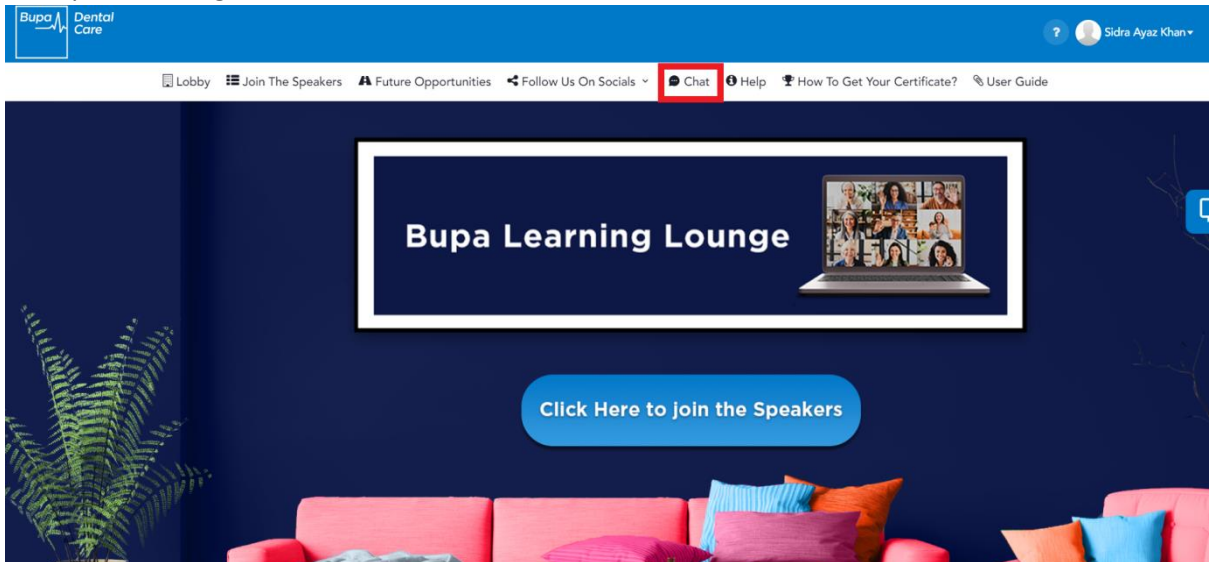 Bupa Dental
Care
? Sidra Ayaz Khan
Lobby Join The Speakers Future Opportunities Follow Us On Socials Chat Help How To Get Your Certificate? User Guide
Bupa Learning Lounge
Click Here to join the Speakers